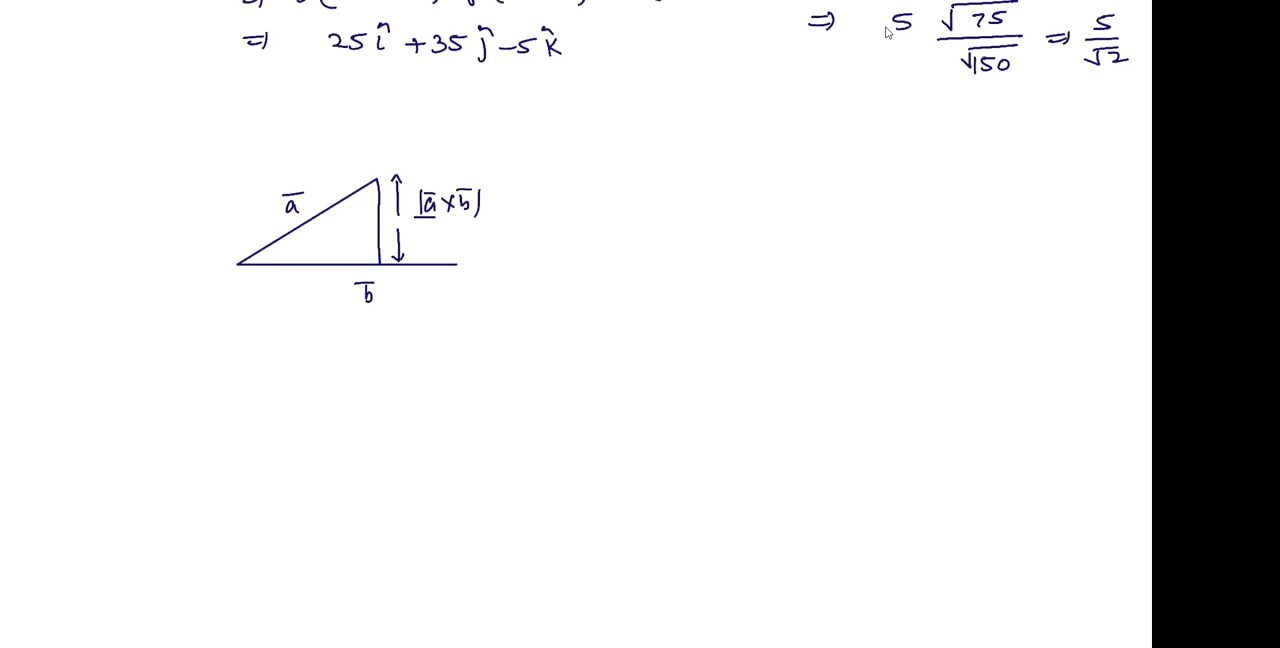 ⇒ 25î + 35ĵ - 5k̂
⇒ 5 √75 / √150 ⇒ 5/√2
a̅
|a̅ × b̅|
b̅